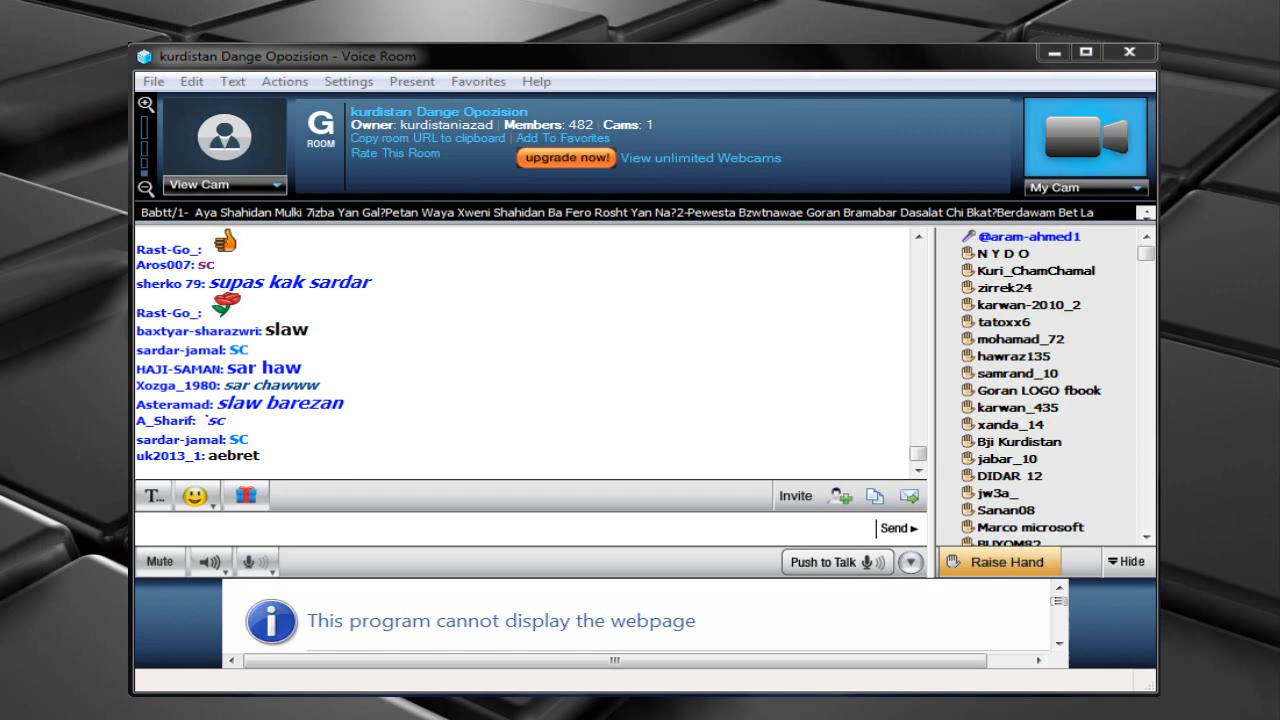 kurdistan Dange Opozision - Voice Room
File Edit Text Actions Settings Present Favorites Help
G ROOM
kurdistan Dange Opozision
Owner: kurdistaniazad | Members: 482 | Cams: 1
Copy room URL to clipboard | Add To Favorites
Rate This Room
upgrade now! View unlimited Webcams
View Cam
My Cam
Babtt/1- Aya Shahidan Mulki 7izba Yan Gal?Petan Waya Xweni Shahidan Ba Fero Rosht Yan Na?2-Pewesta Bzwtnawae Goran Bramabar Dasalat Chi Bkat?Berdawam Bet La
Rast-Go_:
Aros007: sc
sherko 79: supas kak sardar
Rast-Go_:
baxtyar-sharazwri: slaw
sardar-jamal: SC
HAJI-SAMAN: sar haw
Xozga_1980: sar chawww
Asteramad: slaw barezan
A_Sharif: `sc
sardar-jamal: SC
uk2013_1: aebret
@aram-ahmed1
N Y D O
Kuri_ChamChamal
zirrek24
karwan-2010_2
tatoxx6
mohamad_72
hawraz135
samrand_10
Goran LOGO fbook
karwan_435
xanda_14
Bji Kurdistan
jabar_10
DIDAR 12
jw3a_
Sanan08
Marco microsoft
T...
Invite
Send
Mute
Push to Talk
Raise Hand
Hide
This program cannot display the webpage